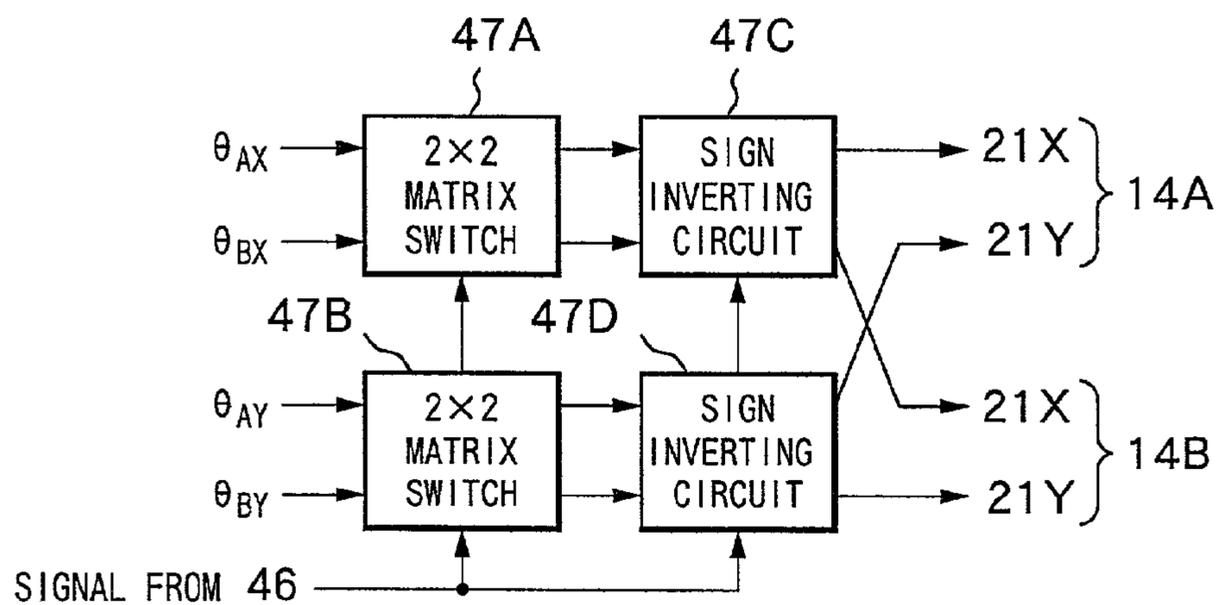 47A
47C
θAX
2×2
MATRIX
SWITCH
SIGN
INVERTING
CIRCUIT
21X
14A
θBX
21Y
47B
47D
θAY
2×2
MATRIX
SWITCH
SIGN
INVERTING
CIRCUIT
21X
14B
θBY
21Y
SIGNAL FROM 46